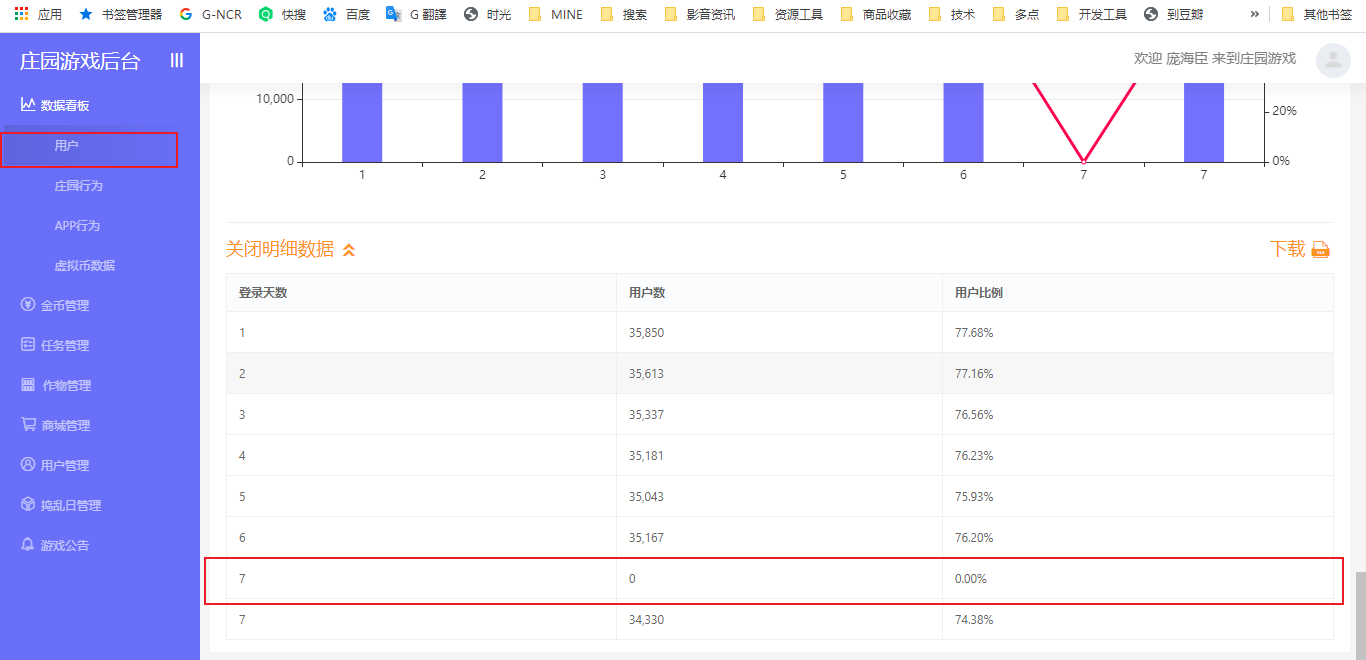 应用 书签管理器 G-NCR 快搜 百度 G 翻譯 时光 MINE 搜索 影音资讯 资源工具 商品收藏 技术 多点 开发工具 到豆瓣 » 其他书签
庄园游戏后台
欢迎 庞海臣 来到庄园游戏
数据看板
用户
庄园行为
APP行为
虚拟币数据
金币管理
任务管理
作物管理
商城管理
用户管理
捣乱日管理
游戏公告
10,000 20%
0 0%
1 2 3 4 5 6 7 7
关闭明细数据 下载
登录天数 用户数 用户比例
1 35,850 77.68%
2 35,613 77.16%
3 35,337 76.56%
4 35,181 76.23%
5 35,043 75.93%
6 35,167 76.20%
7 0 0.00%
7 34,330 74.38%